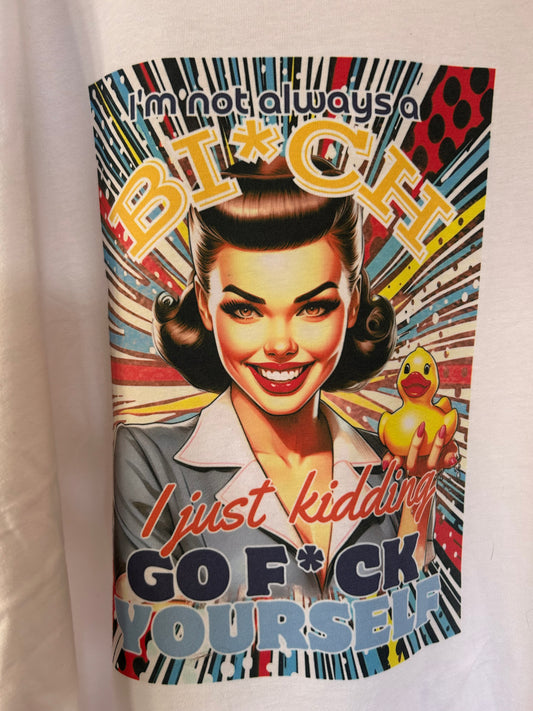 I'm not always a
BI*CH
I just kidding
GO F*CK
YOURSELF